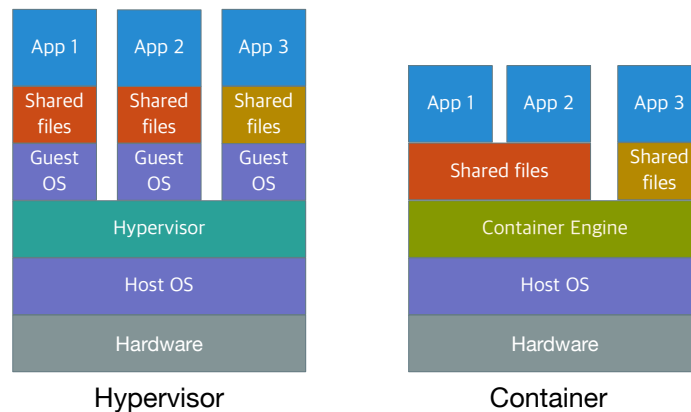 App 1
App 2
App 3
Shared
files
Shared
files
Shared
files
Guest
OS
Guest
OS
Guest
OS
Hypervisor
Host OS
Hardware
Hypervisor
App 1
App 2
App 3
Shared files
Shared
files
Container Engine
Host OS
Hardware
Container